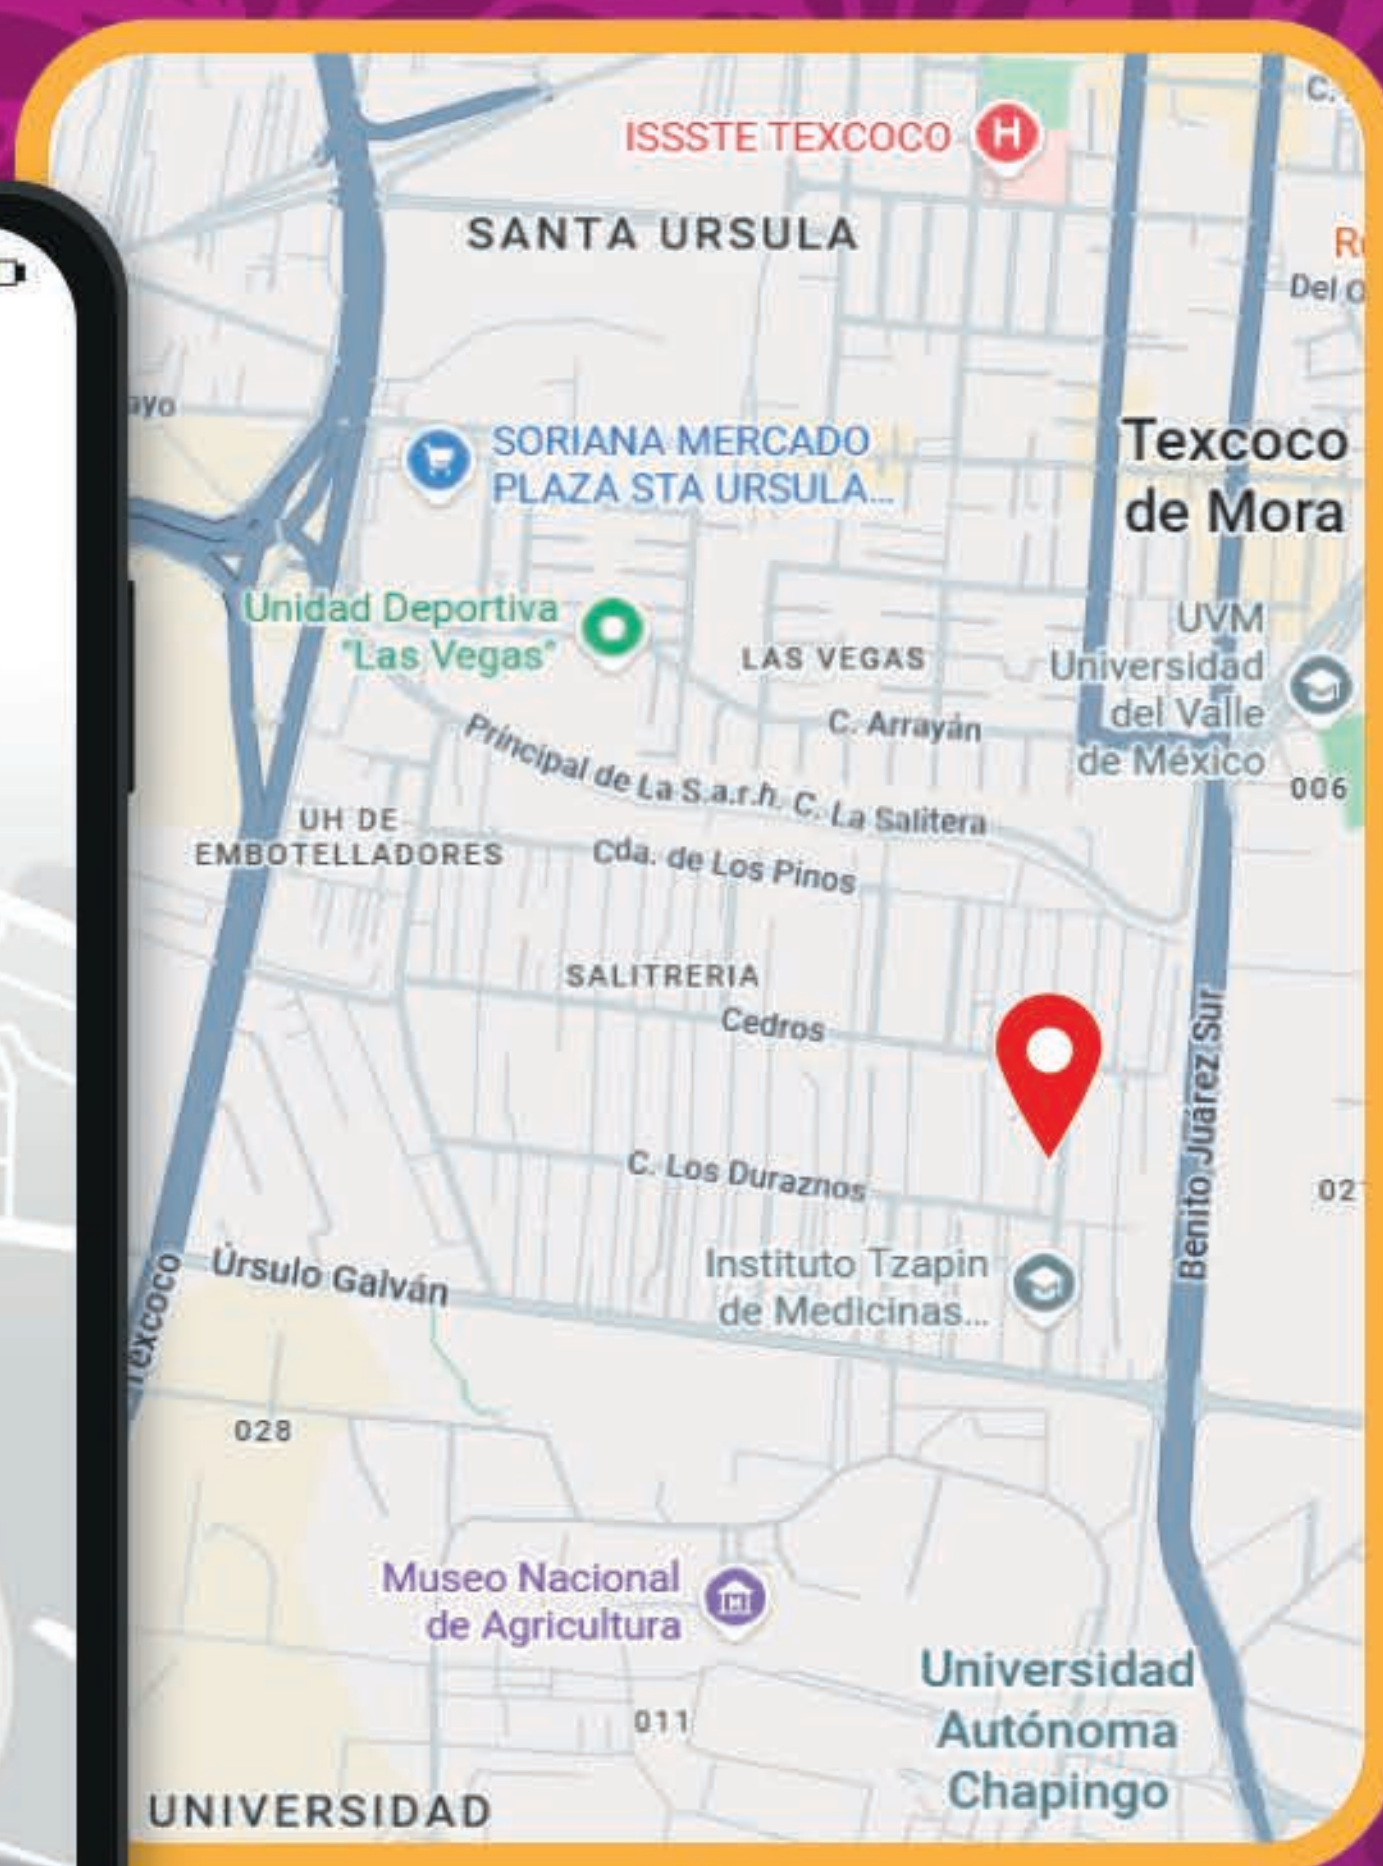 ISSSTE TEXCOCO
SANTA URSULA
Del
SORIANA MERCADO
PLAZA STA URSULA...
Texcoco
de Mora
Unidad Deportiva
"Las Vegas"
LAS VEGAS
UVM
Universidad
del Valle
de México
C. Arrayán
006
Principal de La S.a.r.h. C. La Salitera
UH DE
EMBOTELLADORES
Cda. de Los Pinos
SALITRERIA
Cedros
Benito Juárez Sur
C. Los Duraznos
Úrsulo Galván
Texcoco
Instituto Tzapin
de Medicinas...
028
Museo Nacional
de Agricultura
Universidad
Autónoma
Chapingo
011
UNIVERSIDAD